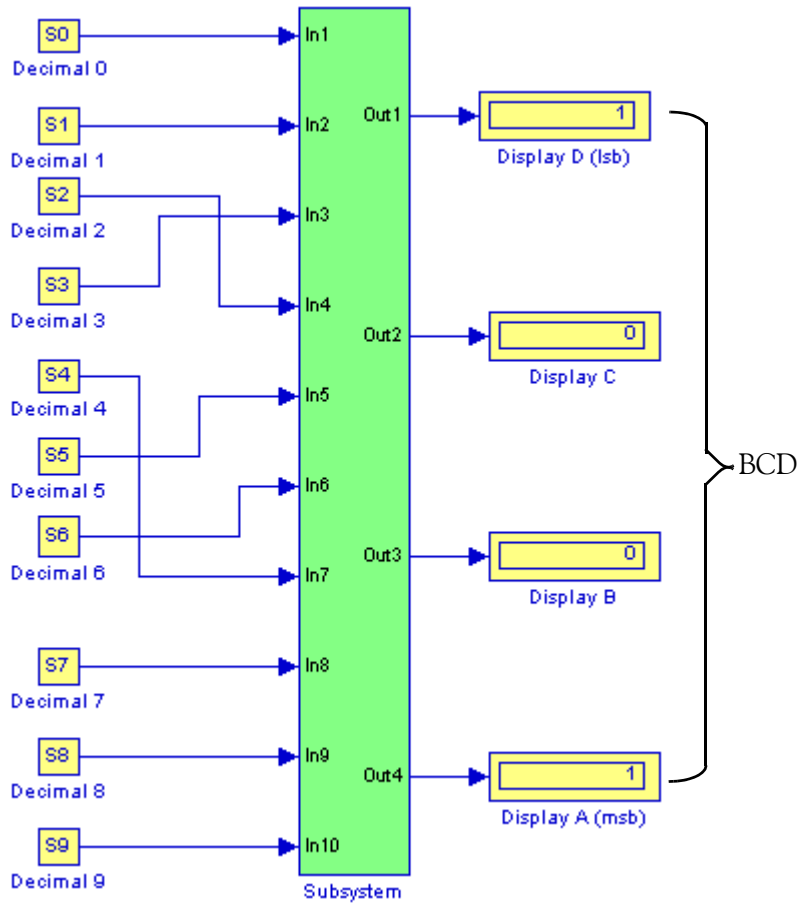 S0
Decimal 0
S1
Decimal 1
S2
Decimal 2
S3
Decimal 3
S4
Decimal 4
S5
Decimal 5
S6
Decimal 6
S7
Decimal 7
S8
Decimal 8
S9
Decimal 9
In1
In2
In3
In4
In5
In6
In7
In8
In9
In10
Out1
Out2
Out3
Out4
Subsystem
1
Display D (lsb)
0
Display C
0
Display B
1
Display A (msb)
BCD